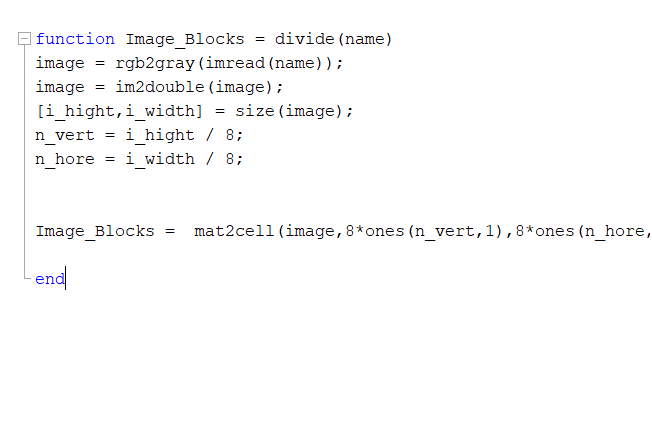 function Image_Blocks = divide(name)
image = rgb2gray(imread(name));
image = im2double(image);
[i_hight,i_width] = size(image);
n_vert = i_hight / 8;
n_hore = i_width / 8;
Image_Blocks =  mat2cell(image,8*ones(n_vert,1),8*ones(n_hore,
end